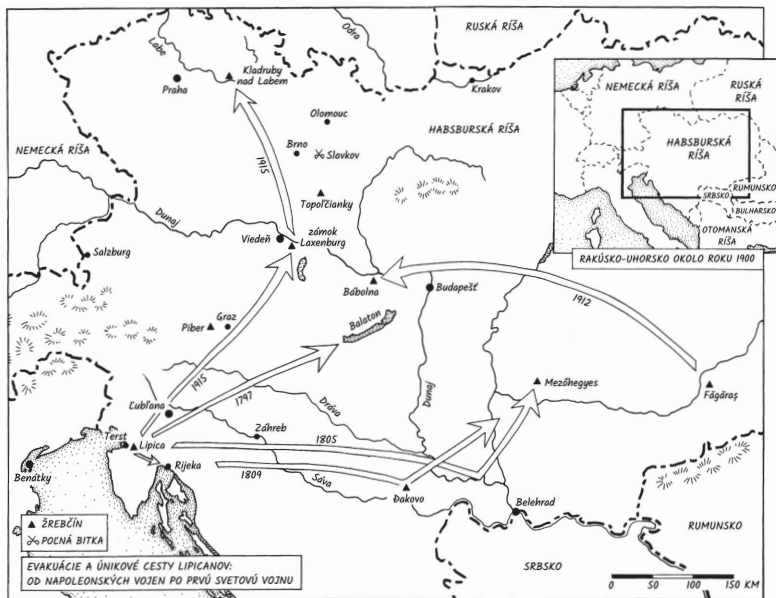 RUSKÁ RÍŠA
Labe
Odra
Kladruby
nad Labem
Praha
Krakov
Olomouc
HABSBURSKÁ RÍŠA
Brno
Slavkov
NEMECKÁ RÍŠA
1915
Topoľčianky
Dunaj
Viedeň
zámok
Laxenburg
Salzburg
Bábolna
Budapešť
1912
Piber
Graz
Balaton
Dunaj
Mezőhegyes
Făgăraș
1915
1797
Ľubľana
Dráva
Záhreb
1805
Terst
Lipica
Rijeka
1809
Sáva
Benátky
Đakovo
Belehrad
RUMUNSKO
SRBSKO
NEMECKÁ RÍŠA
RUSKÁ
RÍŠA
HABSBURSKÁ
RÍŠA
SRBSKO
RUMUNSKO
BULHARSKO
OTOMANSKÁ
RÍŠA
RAKÚSKO-UHORSKO OKOLO ROKU 1900
ŽREBČÍN
POĽNÁ BITKA
EVAKUÁCIE A ÚNIKOVÉ CESTY LIPICANOV:
OD NAPOLEONSKÝCH VOJEN PO PRVÚ SVETOVÚ VOJNU
0 50 100 150 KM